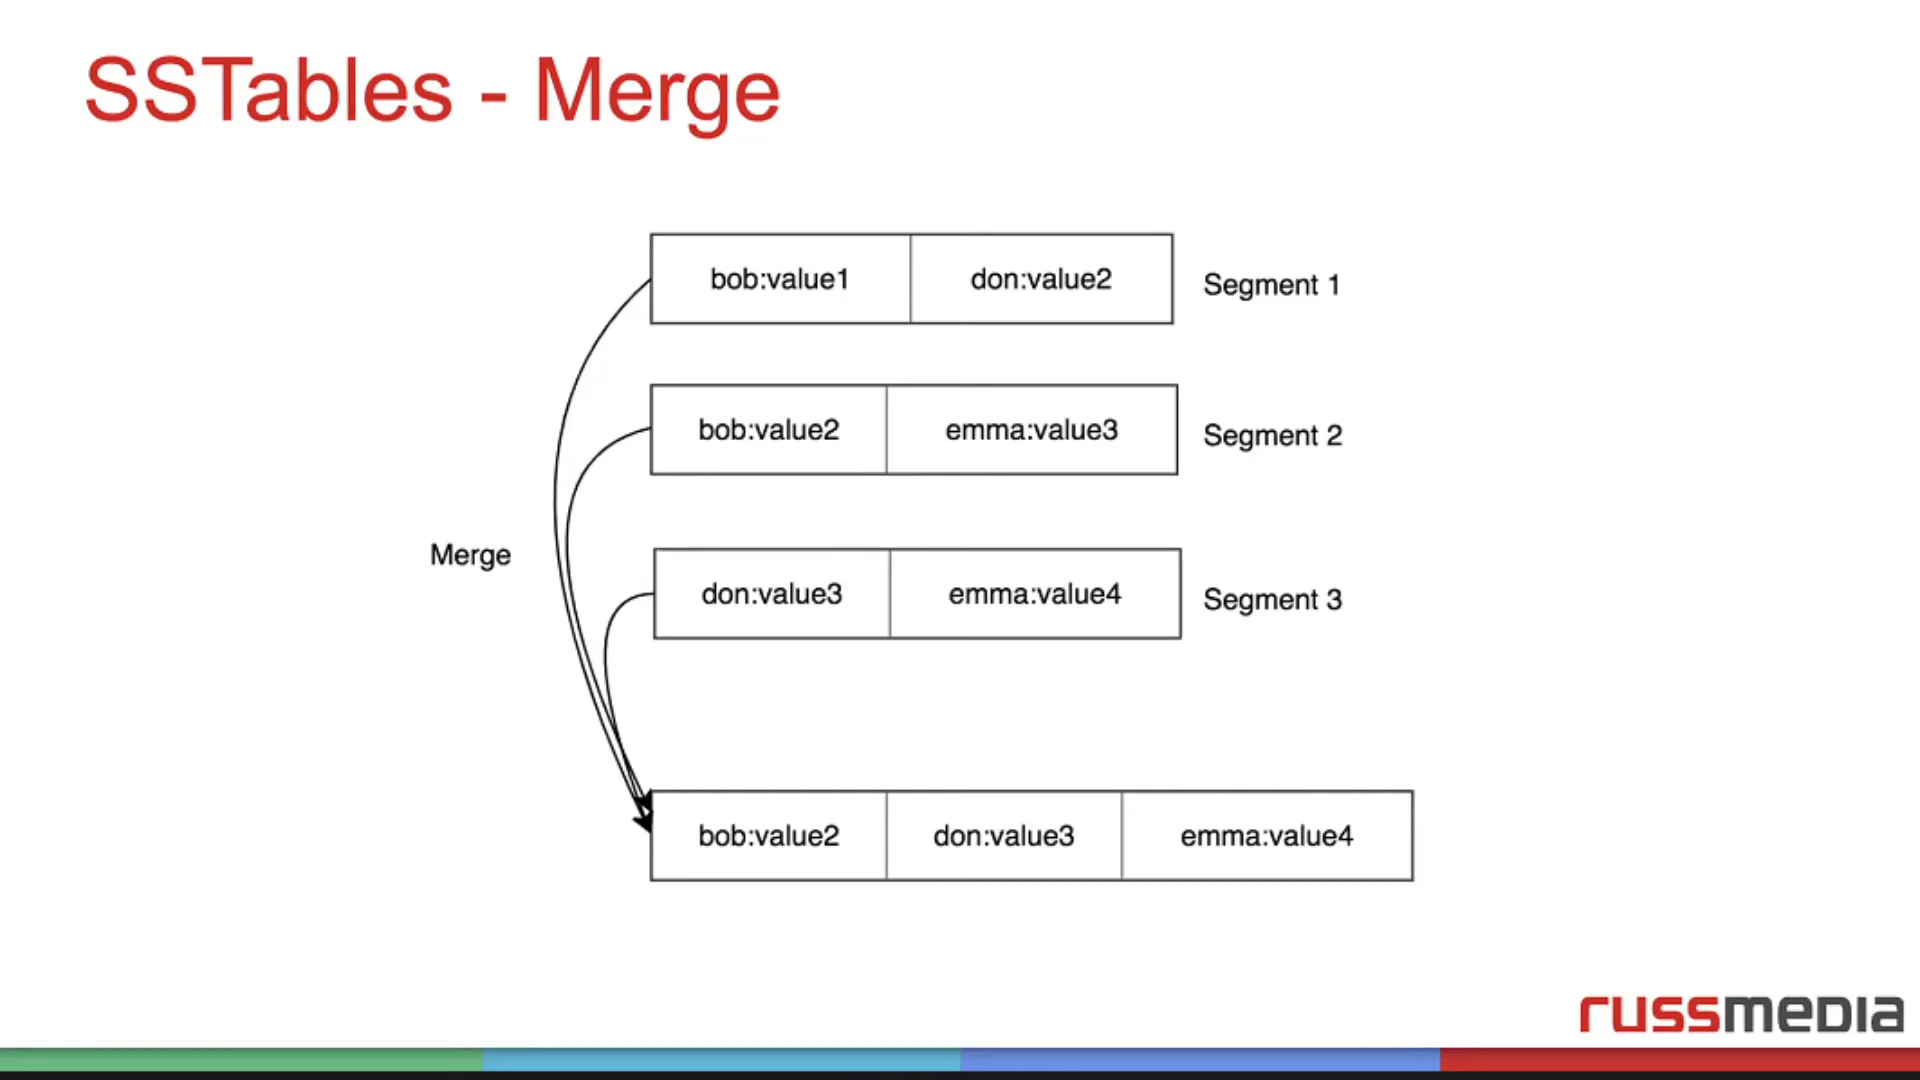 SSTables - Merge
bob:value1 don:value2 Segment 1
bob:value2 emma:value3 Segment 2
Merge
don:value3 emma:value4 Segment 3
bob:value2 don:value3 emma:value4
russmedia